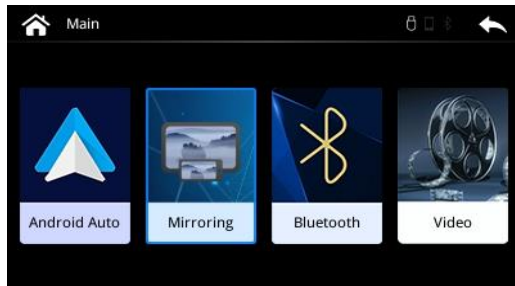 Main
Android Auto
Mirroring
Bluetooth
Video